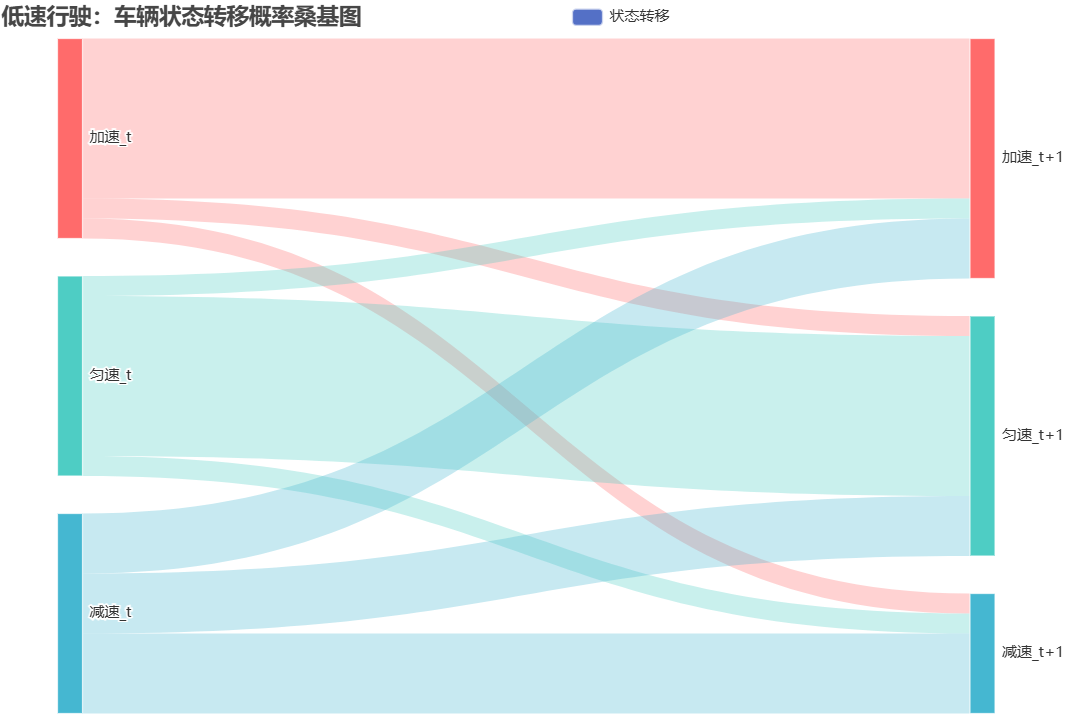 低速行驶：车辆状态转移概率桑基图
状态转移
加速_t
加速_t+1
匀速_t
匀速_t+1
减速_t
减速_t+1